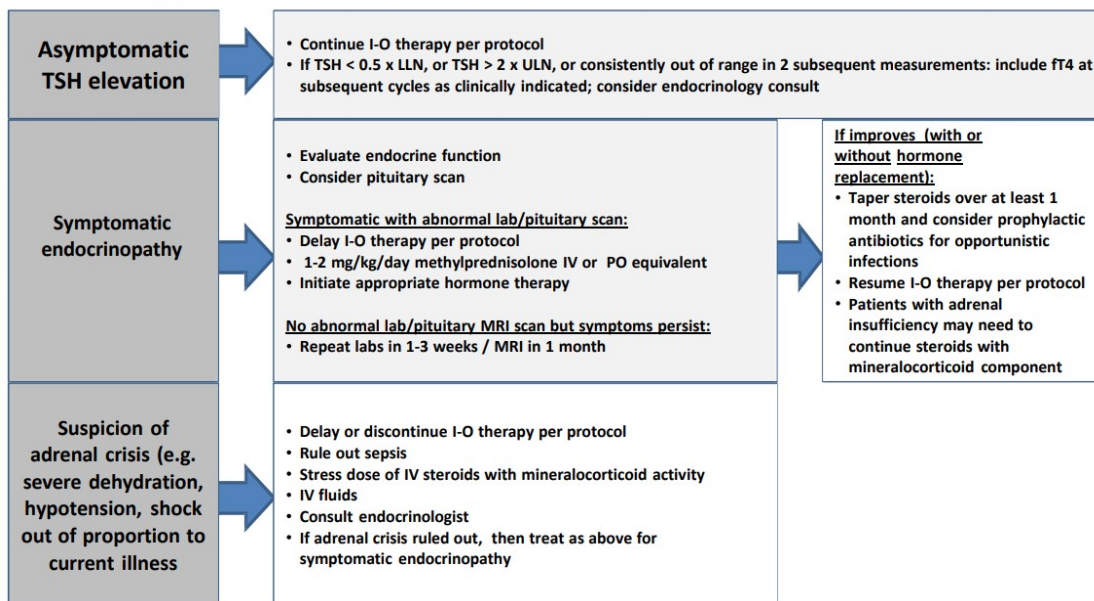 Asymptomatic
TSH elevation
• Continue I-O therapy per protocol
• If TSH < 0.5 x LLN, or TSH > 2 x ULN, or consistently out of range in 2 subsequent measurements: include fT4 at
subsequent cycles as clinically indicated; consider endocrinology consult
Symptomatic
endocrinopathy
• Evaluate endocrine function
• Consider pituitary scan
Symptomatic with abnormal lab/pituitary scan:
• Delay I-O therapy per protocol
• 1-2 mg/kg/day methylprednisolone IV or PO equivalent
• Initiate appropriate hormone therapy
No abnormal lab/pituitary MRI scan but symptoms persist:
• Repeat labs in 1-3 weeks / MRI in 1 month
If improves (with or
without hormone
replacement):
• Taper steroids over at least 1
month and consider prophylactic
antibiotics for opportunistic
infections
• Resume I-O therapy per protocol
• Patients with adrenal
insufficiency may need to
continue steroids with
mineralocorticoid component
Suspicion of
adrenal crisis (e.g.
severe dehydration,
hypotension, shock
out of proportion to
current illness
• Delay or discontinue I-O therapy per protocol
• Rule out sepsis
• Stress dose of IV steroids with mineralocorticoid activity
• IV fluids
• Consult endocrinologist
• If adrenal crisis ruled out, then treat as above for
symptomatic endocrinopathy